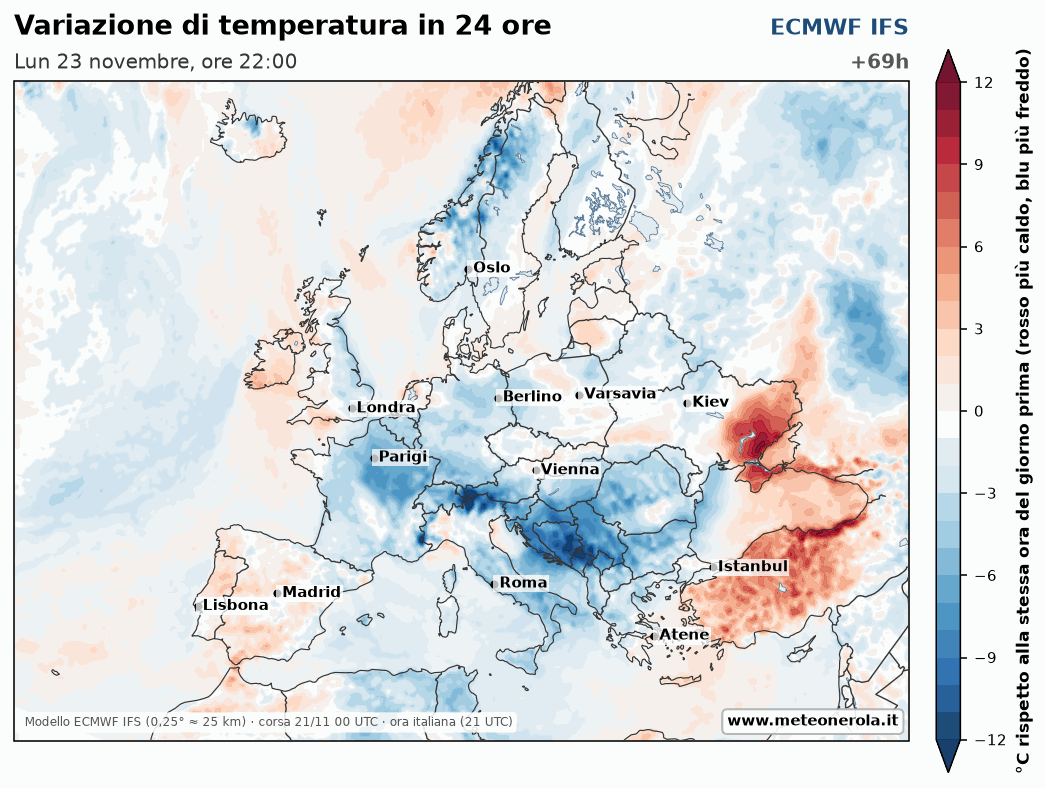 Variazione di temperatura in 24 ore
ECMWF IFS
Lun 23 novembre, ore 22:00
+69h
Oslo
Londra
Berlino
Varsavia
Kiev
Parigi
Vienna
Madrid
Lisbona
Roma
Istanbul
Atene
Modello ECMWF IFS (0,25° ≈ 25 km) · corsa 21/11 00 UTC · ora italiana (21 UTC)
www.meteonerola.it
12
9
6
3
0
−3
−6
−9
−12
°C rispetto alla stessa ora del giorno prima (rosso più caldo, blu più freddo)